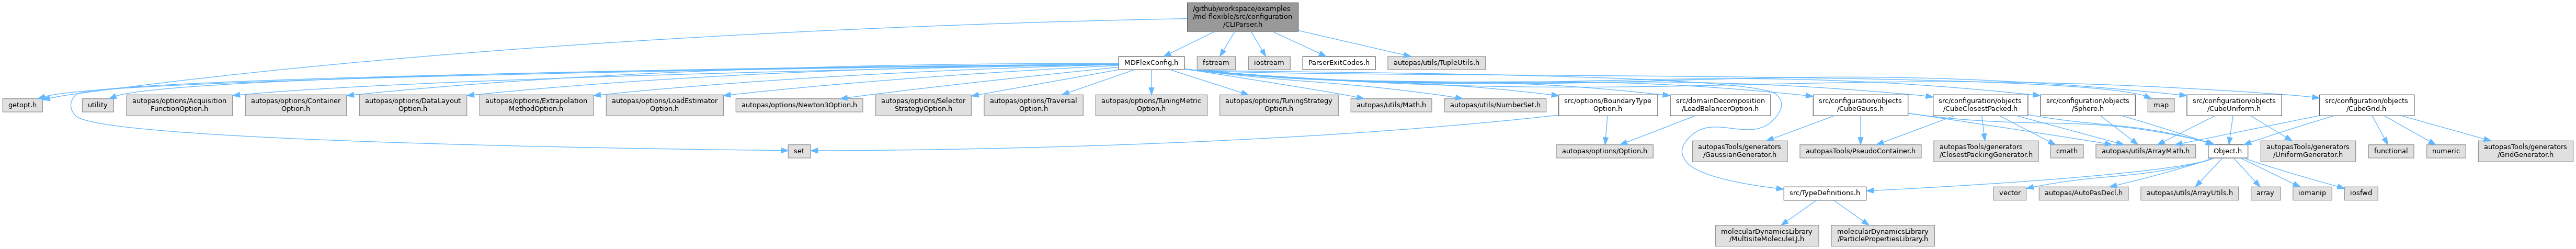 /github/workspace/examples
/md-flexible/src/configuration
/CLIParser.h
MDFlexConfig.h
fstream
iostream
ParserExitCodes.h
autopas/utils/TupleUtils.h
getopt.h
utility
autopas/options/Acquisition
FunctionOption.h
autopas/options/Container
Option.h
autopas/options/DataLayout
Option.h
autopas/options/Extrapolation
MethodOption.h
autopas/options/LoadEstimator
Option.h
autopas/options/Newton3Option.h
autopas/options/Selector
StrategyOption.h
autopas/options/Traversal
Option.h
autopas/options/TuningMetric
Option.h
autopas/options/TuningStrategy
Option.h
autopas/utils/Math.h
autopas/utils/NumberSet.h
src/options/BoundaryType
Option.h
src/domainDecomposition
/LoadBalancerOption.h
src/configuration/objects
/CubeGauss.h
src/configuration/objects
/CubeClosestPacked.h
src/configuration/objects
/Sphere.h
map
src/configuration/objects
/CubeUniform.h
src/configuration/objects
/CubeGrid.h
set
autopas/options/Option.h
autopasTools/generators
/GaussianGenerator.h
autopasTools/PseudoContainer.h
autopasTools/generators
/ClosestPackingGenerator.h
cmath
autopas/utils/ArrayMath.h
Object.h
autopasTools/generators
/UniformGenerator.h
functional
numeric
autopasTools/generators
/GridGenerator.h
src/TypeDefinitions.h
vector
autopas/AutoPasDecl.h
autopas/utils/ArrayUtils.h
array
iomanip
iosfwd
molecularDynamicsLibrary
/MultisiteMoleculeLJ.h
molecularDynamicsLibrary
/ParticlePropertiesLibrary.h